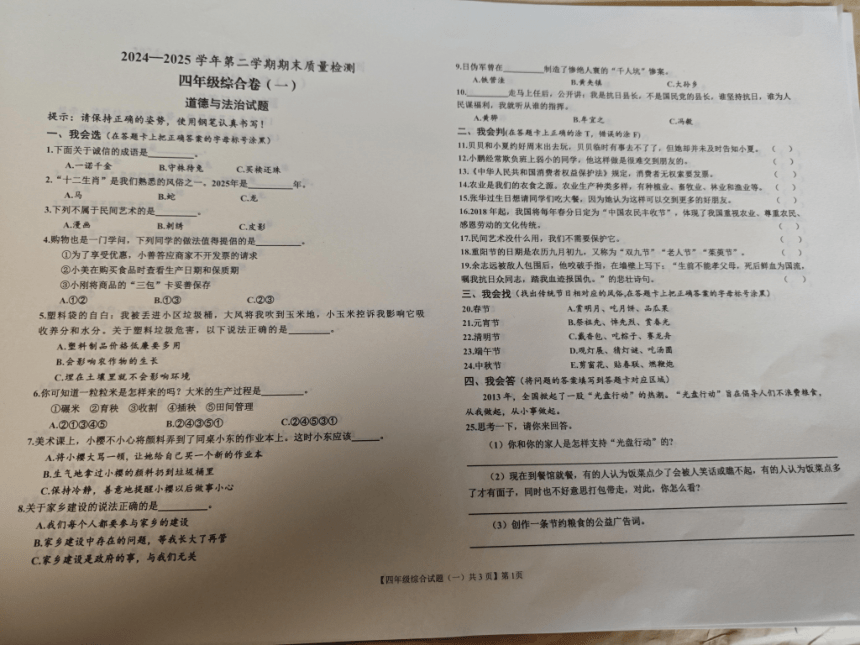 2024—2025 学年第二学期期末质量检测
四年级综合卷（一）
道德与法治试题
提示：请保持正确的姿势，使用钢笔认真书写！
一、我会选（在答题卡上把正确答案的字母标号涂黑）
1.下面关于诚信的成语是________。
A.一诺千金 B.守株待兔 C.买椟还珠
2."十二生肖"是我们熟悉的风俗之一。2025年是________年。
A.马 B.蛇 C.龙
3.下列不属于民间艺术的是________。
A.漫画 B.刺绣 C.皮影
4.购物也是一门学问，下列同学的做法值得提倡的是________。
①为了享受优惠，小善答应商家不开发票的请求
②小美在购买食品时查看生产日期和保质期
③小刚将商品的"三包"卡妥善保存
A.①② B.①③ C.②③
5.塑料袋的自白：我被丢进小区垃圾桶，大风将我吹到玉米地，小玉米控诉我影响它吸
收养分和水分。关于塑料垃圾危害，以下说法正确的是________。
A.塑料制品价格低廉要多用
B.会影响农作物的生长
C.埋在土壤里就不会影响环境
6.你可知道一粒粒米是怎样来的吗？大米的生产过程是________。
①碾米 ②育秧 ③收割 ④插秧 ⑤田间管理
A.②①③④⑤ B.②④③⑤① C.②④⑤③①
7.美术课上，小樱不小心将颜料弄到了同桌小东的作业本上。这时小东应该_____。
A.将小樱大骂一顿，让她给自己买一个新的作业本
B.生气地拿过小樱的颜料扔到垃圾桶里
C.保持冷静，善意地提醒小樱以后做事小心
8.关于家乡建设的说法正确的是________。
A.我们每个人都要参与家乡的建设
B.家乡建设中存在的问题，等我长大了再管
C.家乡建设是政府的事，与我们无关
9.日伪军曾在________制造了惨绝人寰的"千人坑"惨案。
A.铁营洼 B.黄夹镇 C.大孙乡
10.________走马上任后，公开讲：我是抗日县长，不是国民党的县长，谁坚持抗日，谁为人
民谋福利，我就听从谁的指挥。
A.黄骅 B.牟宜之 C.冯毅
二、我会判（在答题卡上正确的涂 T，错误的涂 F）
11.贝贝和小夏约好周末出去玩，贝贝临时有事去不了了，但她却并未及时告知小夏。（ ）
12.小鹏经常欺负班上弱小的同学，他这样做是很难交到朋友的。（ ）
13.《中华人民共和国消费者权益保护法》规定，消费者无权索要发票。（ ）
14.农业是我们的衣食之源。农业生产种类多样，有种植业、畜牧业、林业和渔业等。（ ）
15.张华过生日想请同学们吃大餐，因为她认为这样可以交到更多的好朋友。（ ）
16.2018 年起，我国将每年春分日定为"中国农民丰收节"，体现了我国重视农业、尊重农民、
感恩劳动的文化传统。（ ）
17.民间艺术没什么用，我们不需要保护它。（ ）
18.重阳节的日期是农历九月初九，又称为"双九节""老人节""茱萸节"。（ ）
19.余志远被敌人包围后，他咬破手指，在墙壁上写下："生前不能孝父母，死后鲜血为国流，
嘱我抗日众同志，踏我血迹报国仇。"的悲壮诗句。（ ）
三、我会找（找出传统节日相对应的风俗,在答题卡上把正确答案的字母标号涂黑）
20.春节 A.赏明月、吃月饼、品瓜果
21.元宵节 B.祭祖先、悼先烈、赏春光
22.清明节 C.戴香包、吃粽子、赛龙舟
23.端午节 D.观灯展、猜灯谜、吃汤圆
24.中秋节 E.剪窗花、贴春联、燃鞭炮
四、我会答（将问题的答案填写到答题卡对应区域）
2013 年，全国掀起了一股"光盘行动"的热潮。"光盘行动"旨在倡导人们不浪费粮食，
从我做起，从小事做起。
25.思考一下，请你来回答。
（1）你和你的家人是怎样支持"光盘行动"的？
（2）现在到餐馆就餐，有的人认为饭菜点少了会被人笑话或瞧不起，有的人认为饭菜点多
了才有面子，同时也不好意思打包带走，对此，你怎么看？
（3）创作一条节约粮食的公益广告词。
【四年级综合试题（一）共 3 页】第 1页